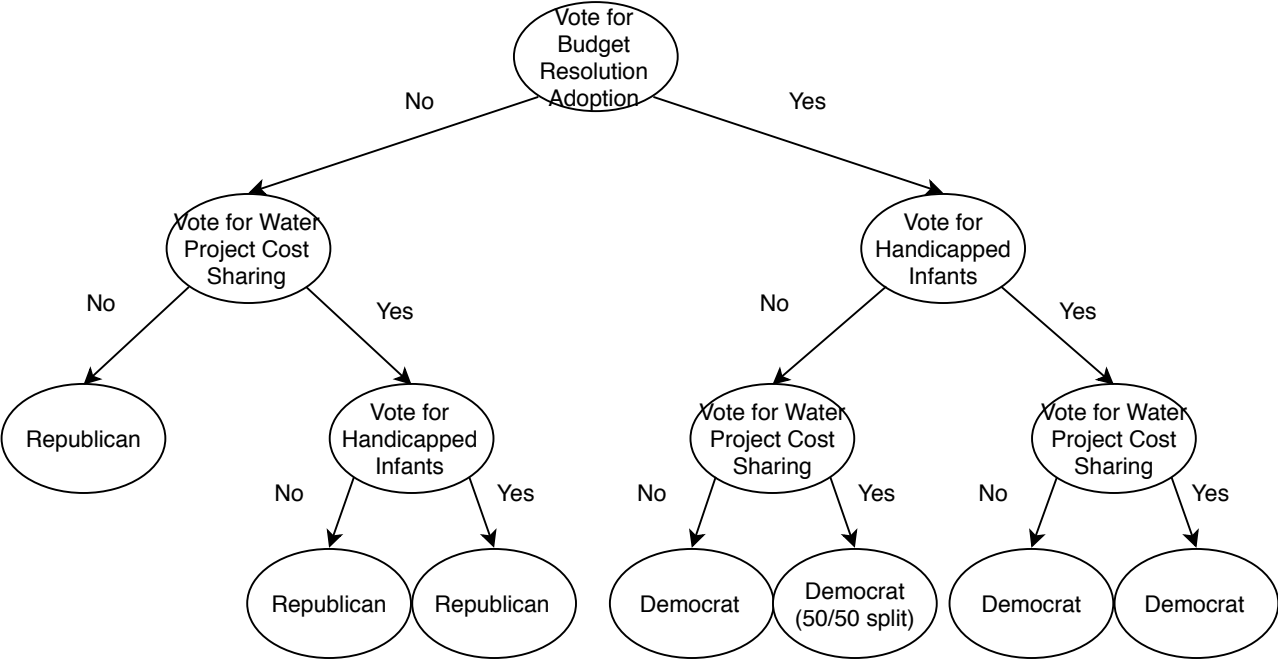 Vote for
Budget
Resolution
Adoption
No
Yes
Vote for Water
Project Cost
Sharing
Vote for
Handicapped
Infants
No
Yes
No
Yes
Republican
Vote for
Handicapped
Infants
Vote for Water
Project Cost
Sharing
Vote for Water
Project Cost
Sharing
No
Yes
No
Yes
No
Yes
Republican
Republican
Democrat
Democrat
(50/50 split)
Democrat
Democrat